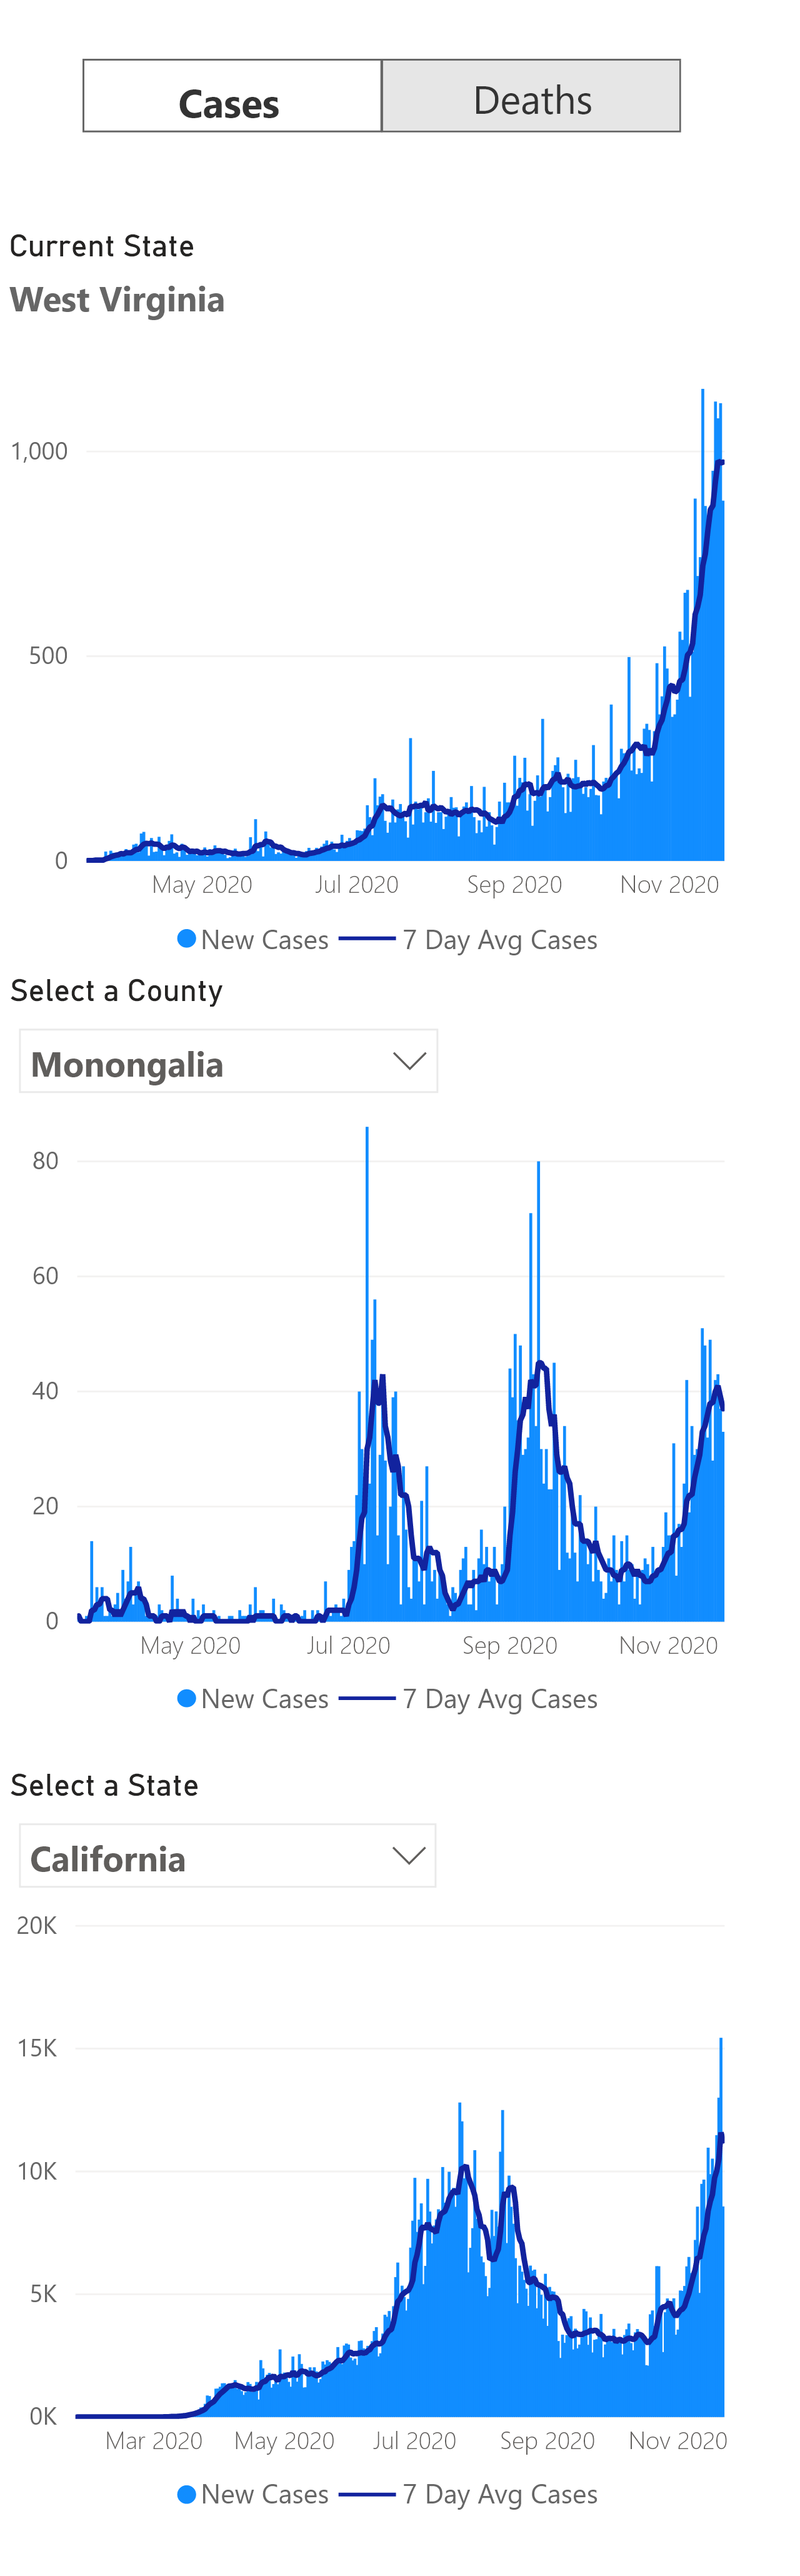 Cases Deaths
Current State
West Virginia
1,000
500
0
May 2020 Jul 2020 Sep 2020 Nov 2020
New Cases 7 Day Avg Cases
Select a County
Monongalia
80
60
40
20
0
May 2020 Jul 2020 Sep 2020 Nov 2020
New Cases 7 Day Avg Cases
Select a State
California
20K
15K
10K
5K
0K
Mar 2020 May 2020 Jul 2020 Sep 2020 Nov 2020
New Cases 7 Day Avg Cases